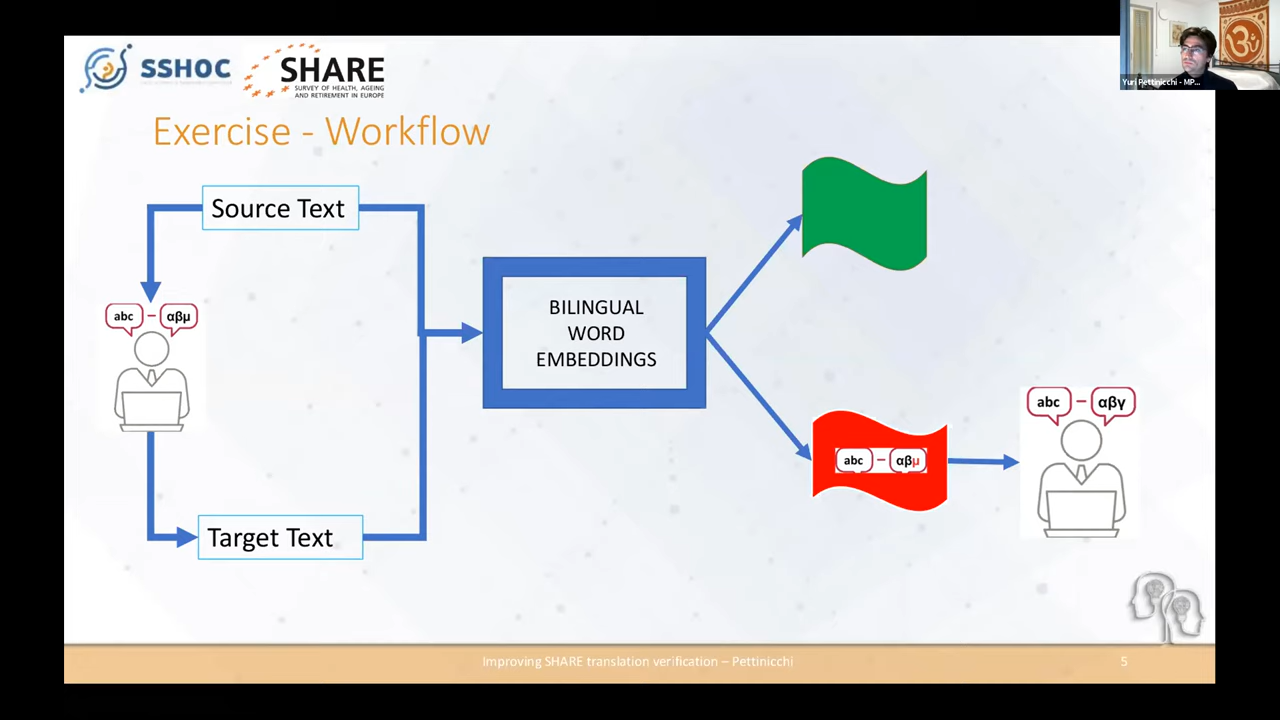 Yuri Pettinicchi - MP...
SSHOC
SHARE
SURVEY OF HEALTH, AGEING
AND RETIREMENT IN EUROPE
Exercise - Workflow
Source Text
abc – αβμ
Target Text
BILINGUAL
WORD
EMBEDDINGS
abc – αβμ
abc – αβγ
Improving SHARE translation verification – Pettinicchi
5